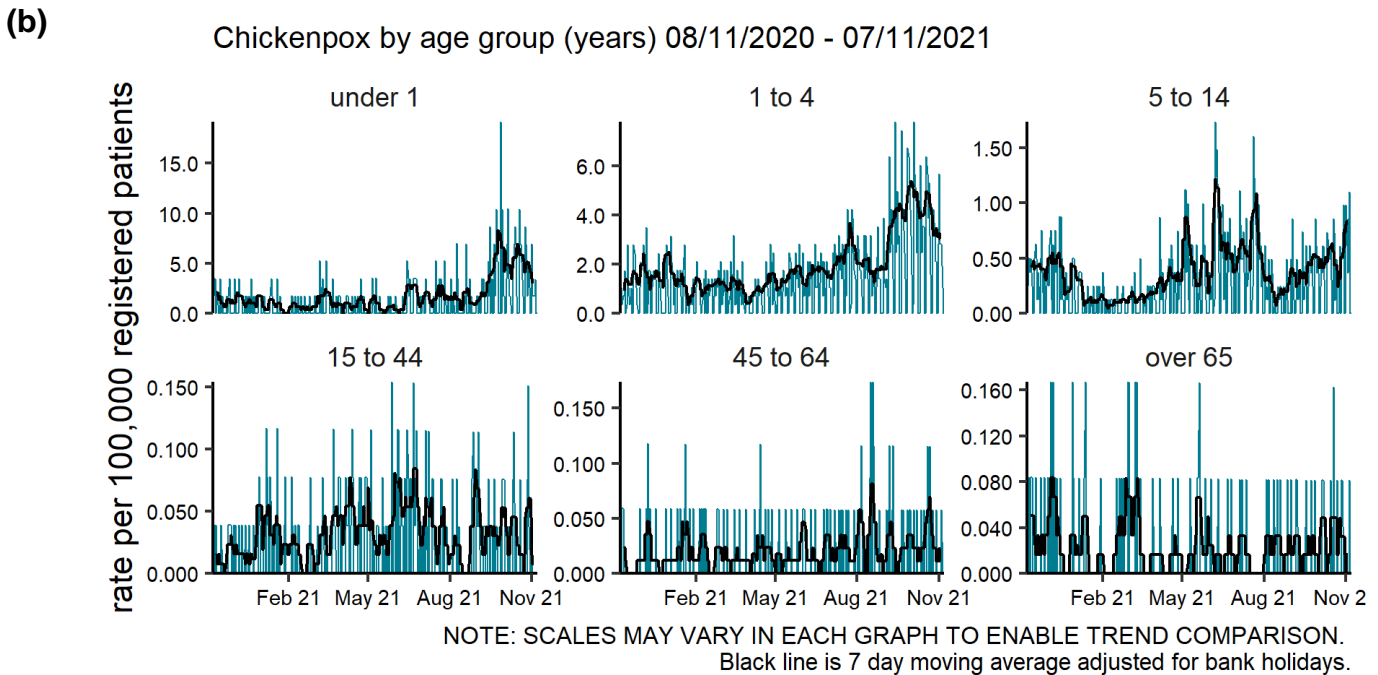 (b)
Chickenpox by age group (years) 08/11/2020 - 07/11/2021
rate per 100,000 registered patients
under 1
15.0
10.0
5.0
0.0
1 to 4
6.0
4.0
2.0
0.0
5 to 14
1.50
1.00
0.50
0.00
15 to 44
0.150
0.100
0.050
0.000
Feb 21 May 21 Aug 21 Nov 21
45 to 64
0.150
0.100
0.050
0.000
Feb 21 May 21 Aug 21 Nov 21
over 65
0.160
0.120
0.080
0.040
0.000
Feb 21 May 21 Aug 21 Nov 2
NOTE: SCALES MAY VARY IN EACH GRAPH TO ENABLE TREND COMPARISON.
Black line is 7 day moving average adjusted for bank holidays.